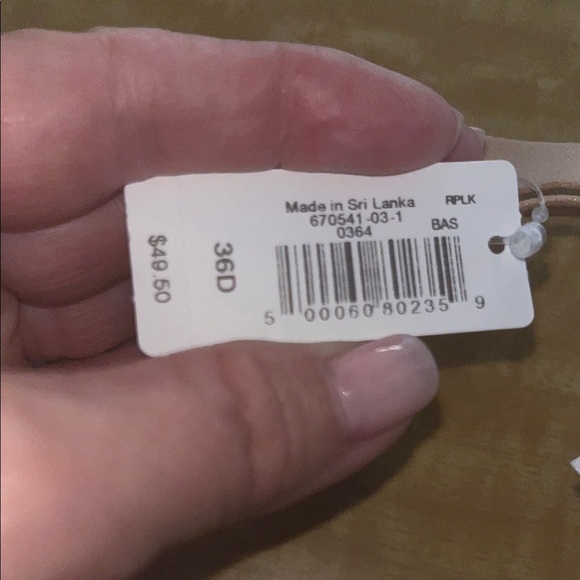 Made in Sri Lanka RPLK
670541-03-1
0364 BAS
5 00060 80235 9
36D
$49.50